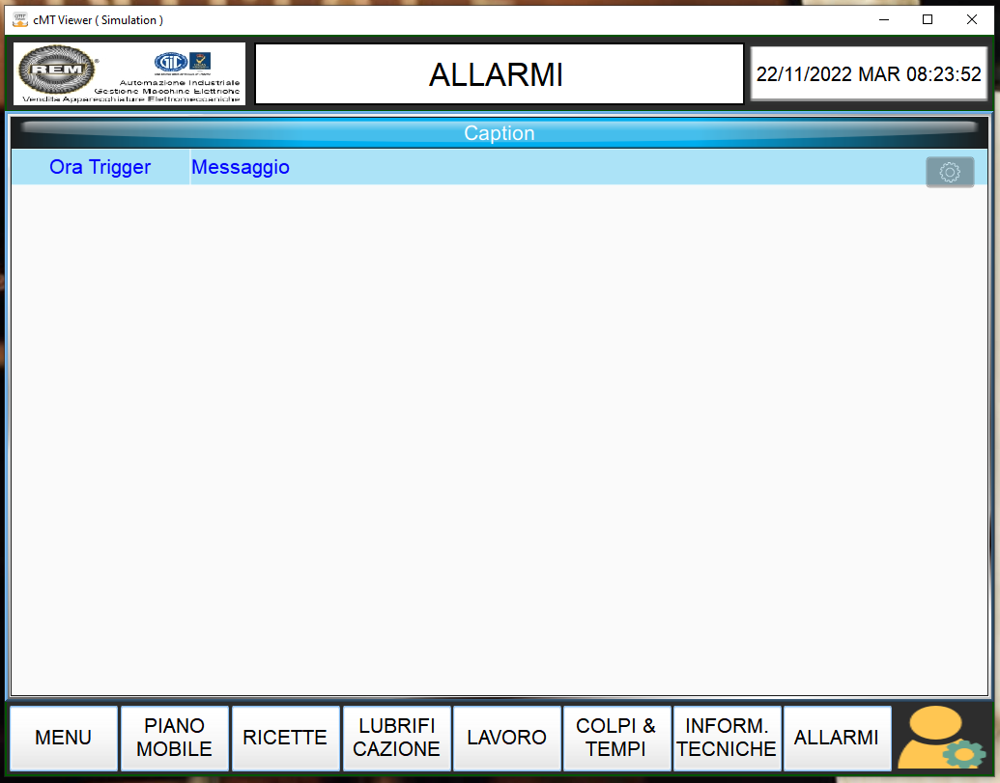 cMT Viewer ( Simulation )
REM
GIC
Automazione Industriale
Gestione Macchine Elettriche
Vendita Apparecchiature Elettromeccaniche
ALLARMI
22/11/2022 MAR 08:23:52
Caption
Ora Trigger Messaggio
MENU
PIANO
MOBILE
RICETTE
LUBRIFI
CAZIONE
LAVORO
COLPI &
TEMPI
INFORM.
TECNICHE
ALLARMI